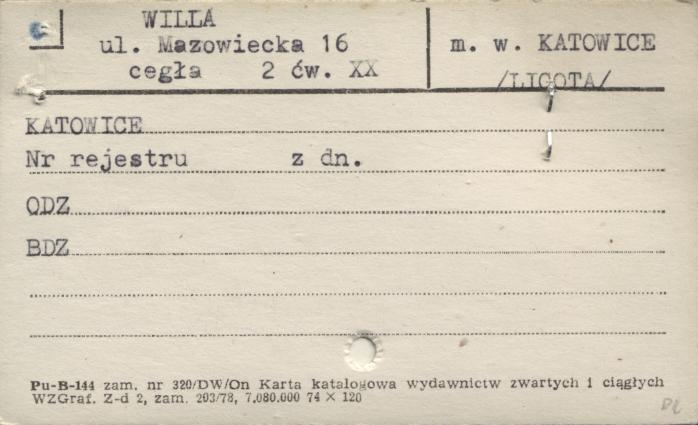 WILLA
ul. Mazowiecka 16
cegła 2 ćw. XX
m. w. KATOWICE
/LIGOTA/
KATOWICE
Nr rejestru z dn.
ODZ
BDZ
Pu-B-144 zam. nr 320/DW/On Karta katalogowa wydawnictw zwartych i ciągłych
WZGraf. Z-d 2, zam. 293/78, 7.080.000 74 X 120